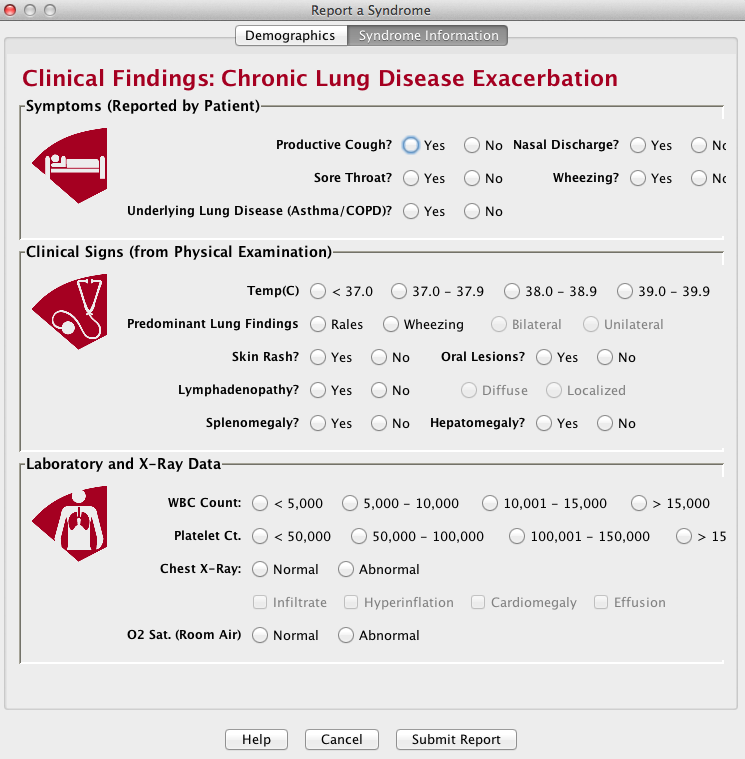 Report a Syndrome
Demographics Syndrome Information
Clinical Findings: Chronic Lung Disease Exacerbation
Symptoms (Reported by Patient)
Productive Cough? Yes No Nasal Discharge? Yes No
Sore Throat? Yes No Wheezing? Yes No
Underlying Lung Disease (Asthma/COPD)? Yes No
Clinical Signs (from Physical Examination)
Temp(C) < 37.0 37.0 - 37.9 38.0 - 38.9 39.0 - 39.9
Predominant Lung Findings Rales Wheezing Bilateral Unilateral
Skin Rash? Yes No Oral Lesions? Yes No
Lymphadenopathy? Yes No Diffuse Localized
Splenomegaly? Yes No Hepatomegaly? Yes No
Laboratory and X-Ray Data
WBC Count: < 5,000 5,000 - 10,000 10,001 - 15,000 > 15,000
Platelet Ct. < 50,000 50,000 - 100,000 100,001 - 150,000 > 15
Chest X-Ray: Normal Abnormal
Infiltrate Hyperinflation Cardiomegaly Effusion
O2 Sat. (Room Air) Normal Abnormal
Help Cancel Submit Report